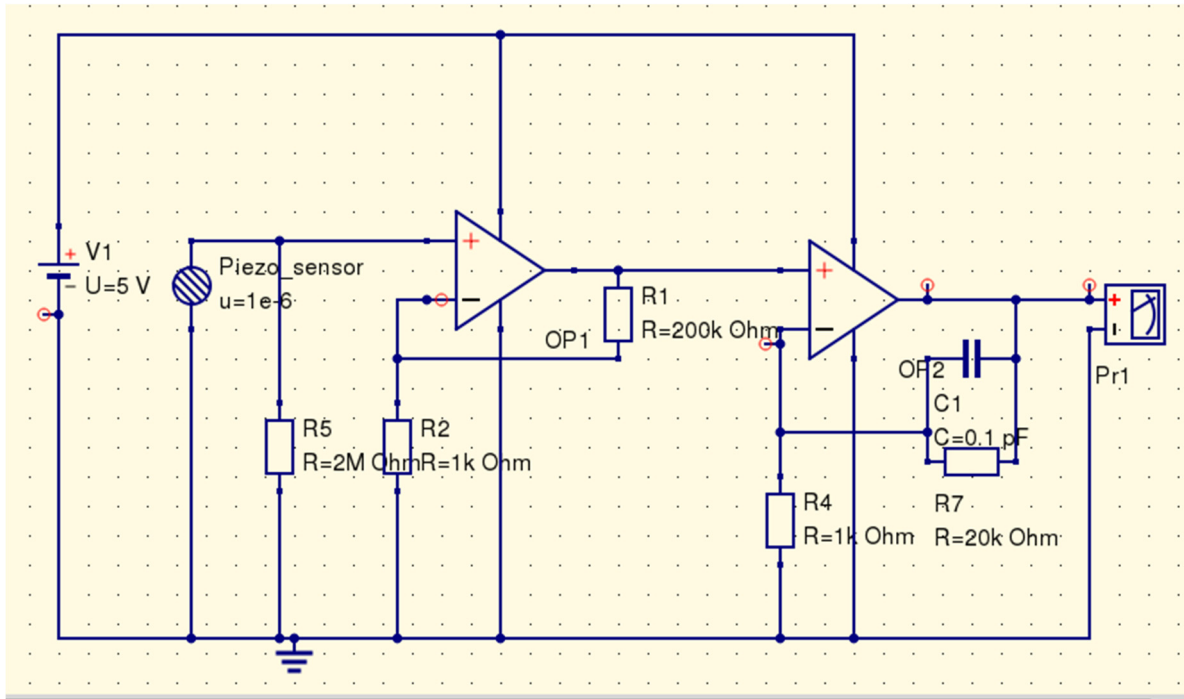 V1
U=5 V
Piezo_sensor
u=1e-6
R5
R=2M Ohm
R2
R=1k Ohm
OP1
R1
R=200k Ohm
R4
R=1k Ohm
OP2
C1
C=0.1 pF
R7
R=20k Ohm
Pr1